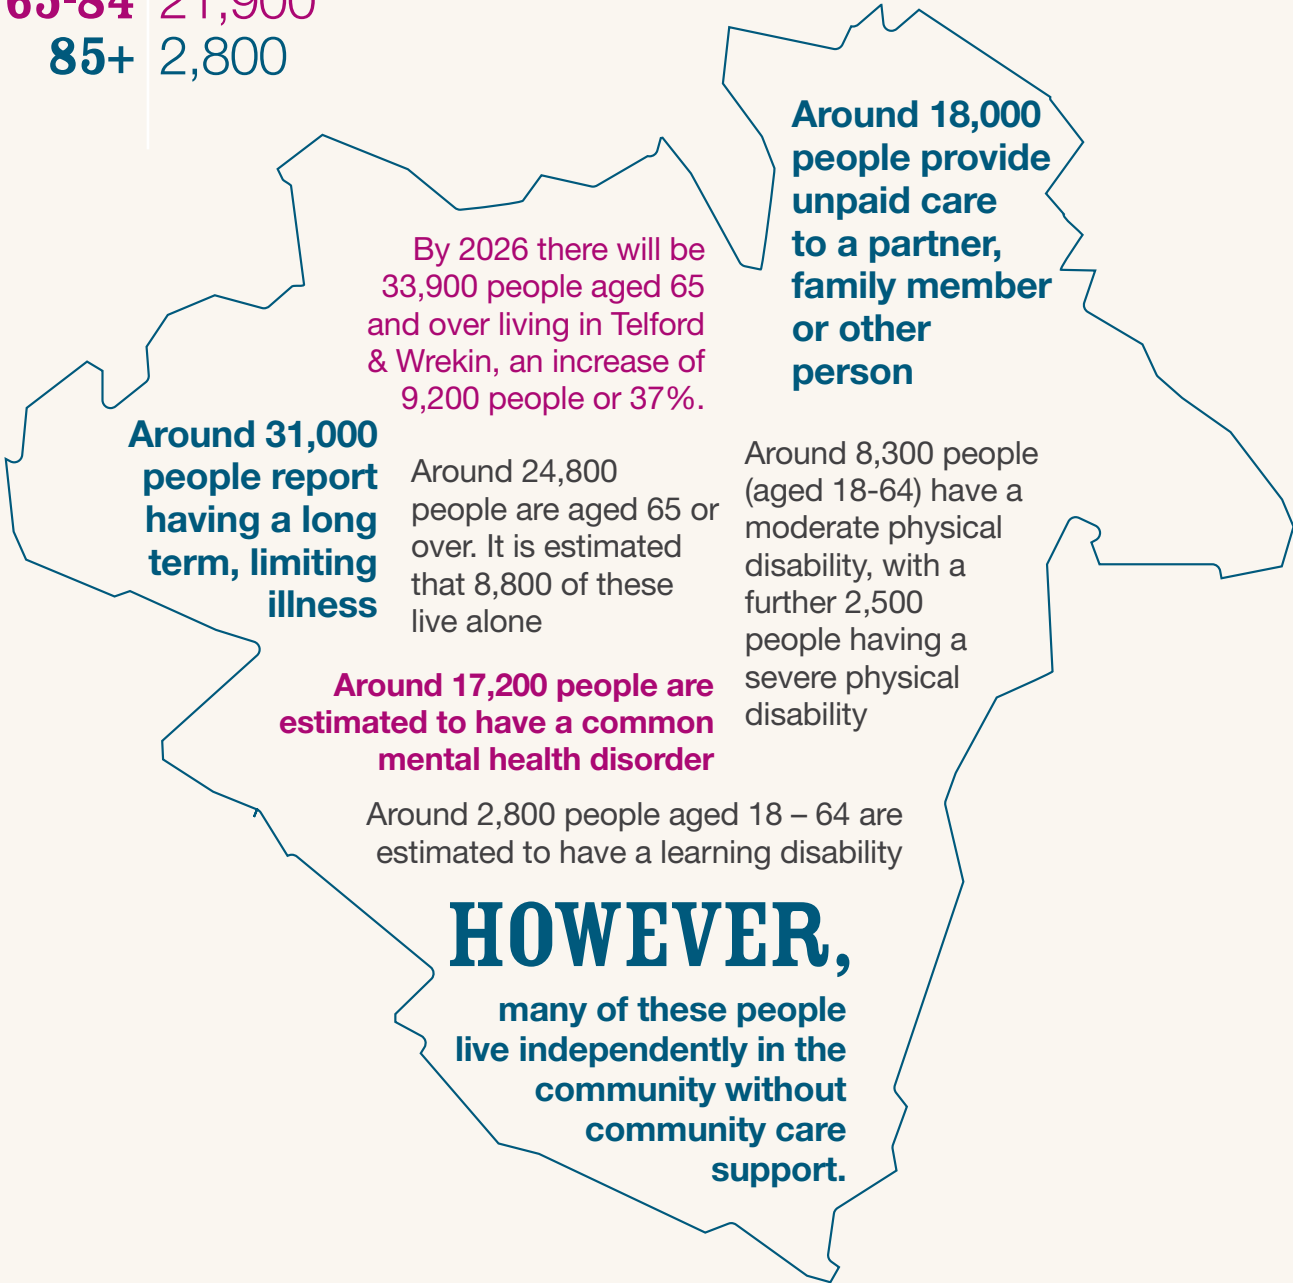 65-84 21,900
85+ 2,800
Around 18,000
people provide
unpaid care
to a partner,
family member
or other
person
By 2026 there will be
33,900 people aged 65
and over living in Telford
& Wrekin, an increase of
9,200 people or 37%.
Around 31,000
people report
having a long
term, limiting
illness
Around 24,800
people are aged 65 or
over. It is estimated
that 8,800 of these
live alone
Around 8,300 people
(aged 18-64) have a
moderate physical
disability, with a
further 2,500
people having a
severe physical
disability
Around 17,200 people are
estimated to have a common
mental health disorder
Around 2,800 people aged 18 – 64 are
estimated to have a learning disability
HOWEVER,
many of these people
live independently in the
community without
community care
support.